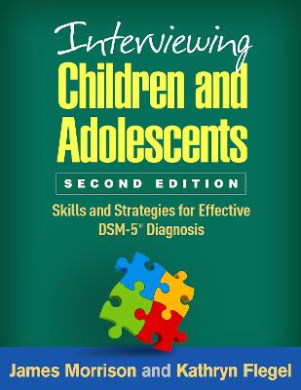 Interviewing
Children and
Adolescents
SECOND EDITION
Skills and Strategies for Effective
DSM-5® Diagnosis
James Morrison and Kathryn Flegel